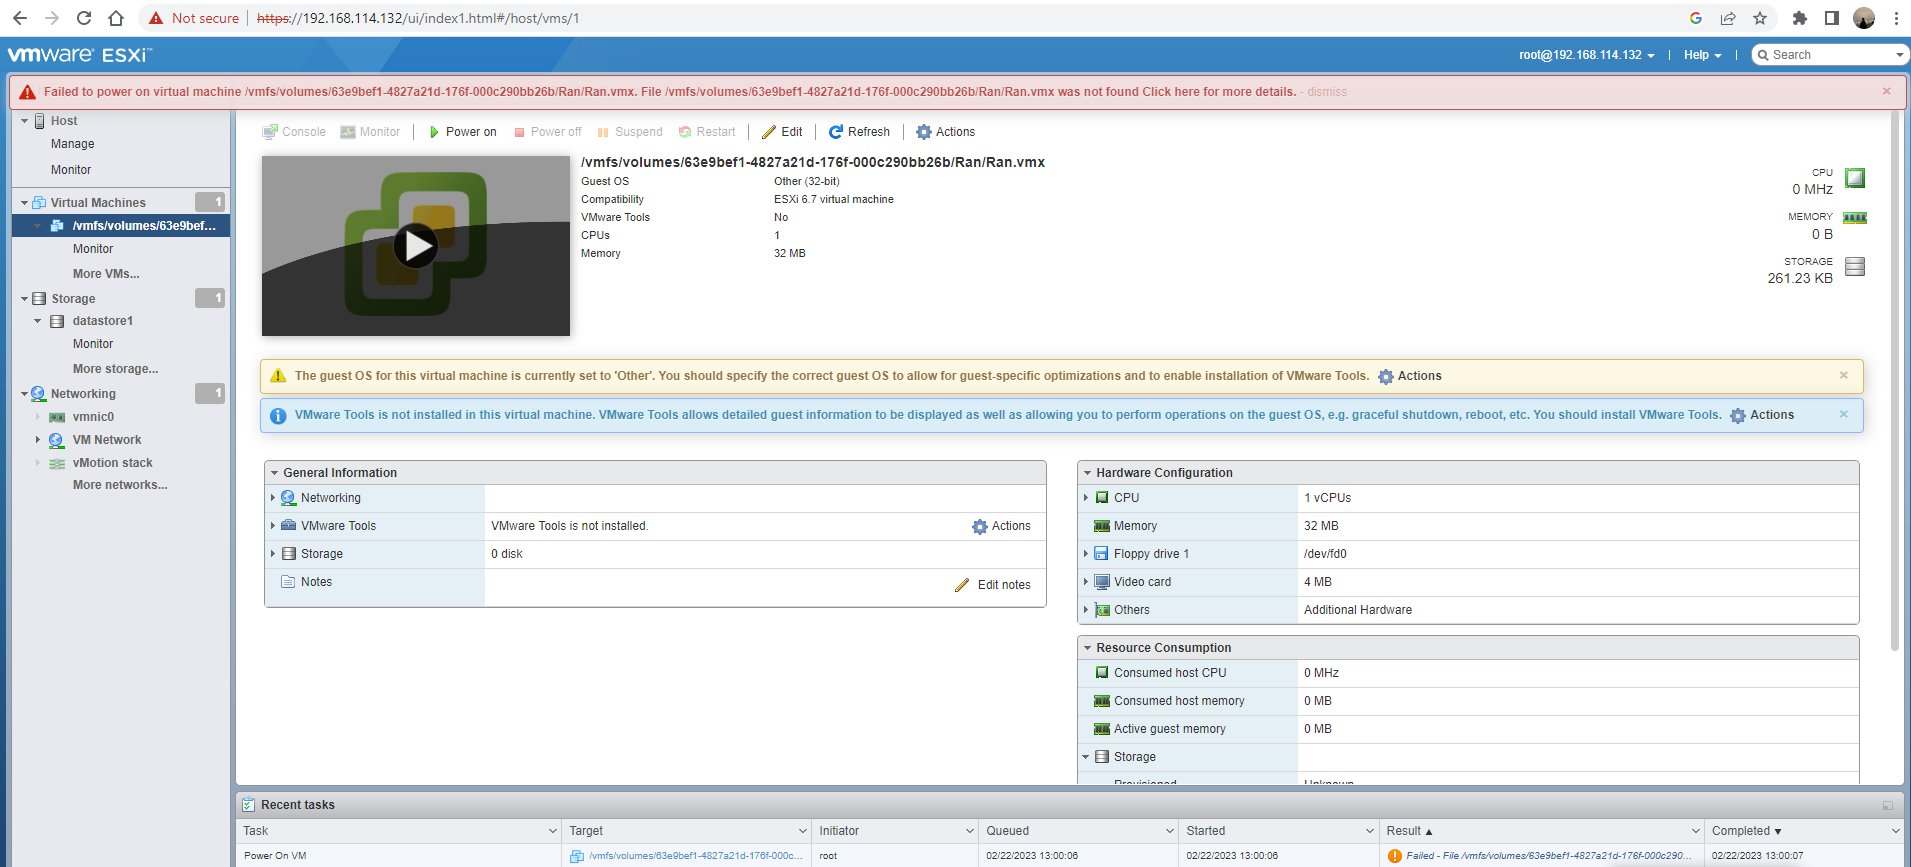 Not secure
https://192.168.114.132/ui/index1.html#/host/vms/1
vmware ESXi™
root@192.168.114.132
Help
Search
Failed to power on virtual machine /vmfs/volumes/63e9bef1-4827a21d-176f-000c290bb26b/Ran/Ran.vmx. File /vmfs/volumes/63e9bef1-4827a21d-176f-000c290bb26b/Ran/Ran.vmx was not found Click here for more details. - dismiss
Host
Manage
Monitor
Virtual Machines 1
/vmfs/volumes/63e9bef...
Monitor
More VMs...
Storage 1
datastore1
Monitor
More storage...
Networking 1
vmnic0
VM Network
vMotion stack
More networks...
Console Monitor Power on Power off Suspend Restart Edit Refresh Actions
/vmfs/volumes/63e9bef1-4827a21d-176f-000c290bb26b/Ran/Ran.vmx
Guest OS Other (32-bit)
Compatibility ESXi 6.7 virtual machine
VMware Tools No
CPUs 1
Memory 32 MB
CPU
0 MHz
MEMORY
0 B
STORAGE
261.23 KB
The guest OS for this virtual machine is currently set to 'Other'. You should specify the correct guest OS to allow for guest-specific optimizations and to enable installation of VMware Tools. Actions
VMware Tools is not installed in this virtual machine. VMware Tools allows detailed guest information to be displayed as well as allowing you to perform operations on the guest OS, e.g. graceful shutdown, reboot, etc. You should install VMware Tools. Actions
General Information
Networking
VMware Tools VMware Tools is not installed. Actions
Storage 0 disk
Notes Edit notes
Hardware Configuration
CPU 1 vCPUs
Memory 32 MB
Floppy drive 1 /dev/fd0
Video card 4 MB
Others Additional Hardware
Resource Consumption
Consumed host CPU 0 MHz
Consumed host memory 0 MB
Active guest memory 0 MB
Storage
Provisioned Unknown
Recent tasks
Task Target Initiator Queued Started Result Completed
Power On VM /vmfs/volumes/63e9bef1-4827a21d-176f-000c... root 02/22/2023 13:00:06 02/22/2023 13:00:06 Failed - File /vmfs/volumes/63e9bef1-4827a21d-176f-000c290... 02/22/2023 13:00:07